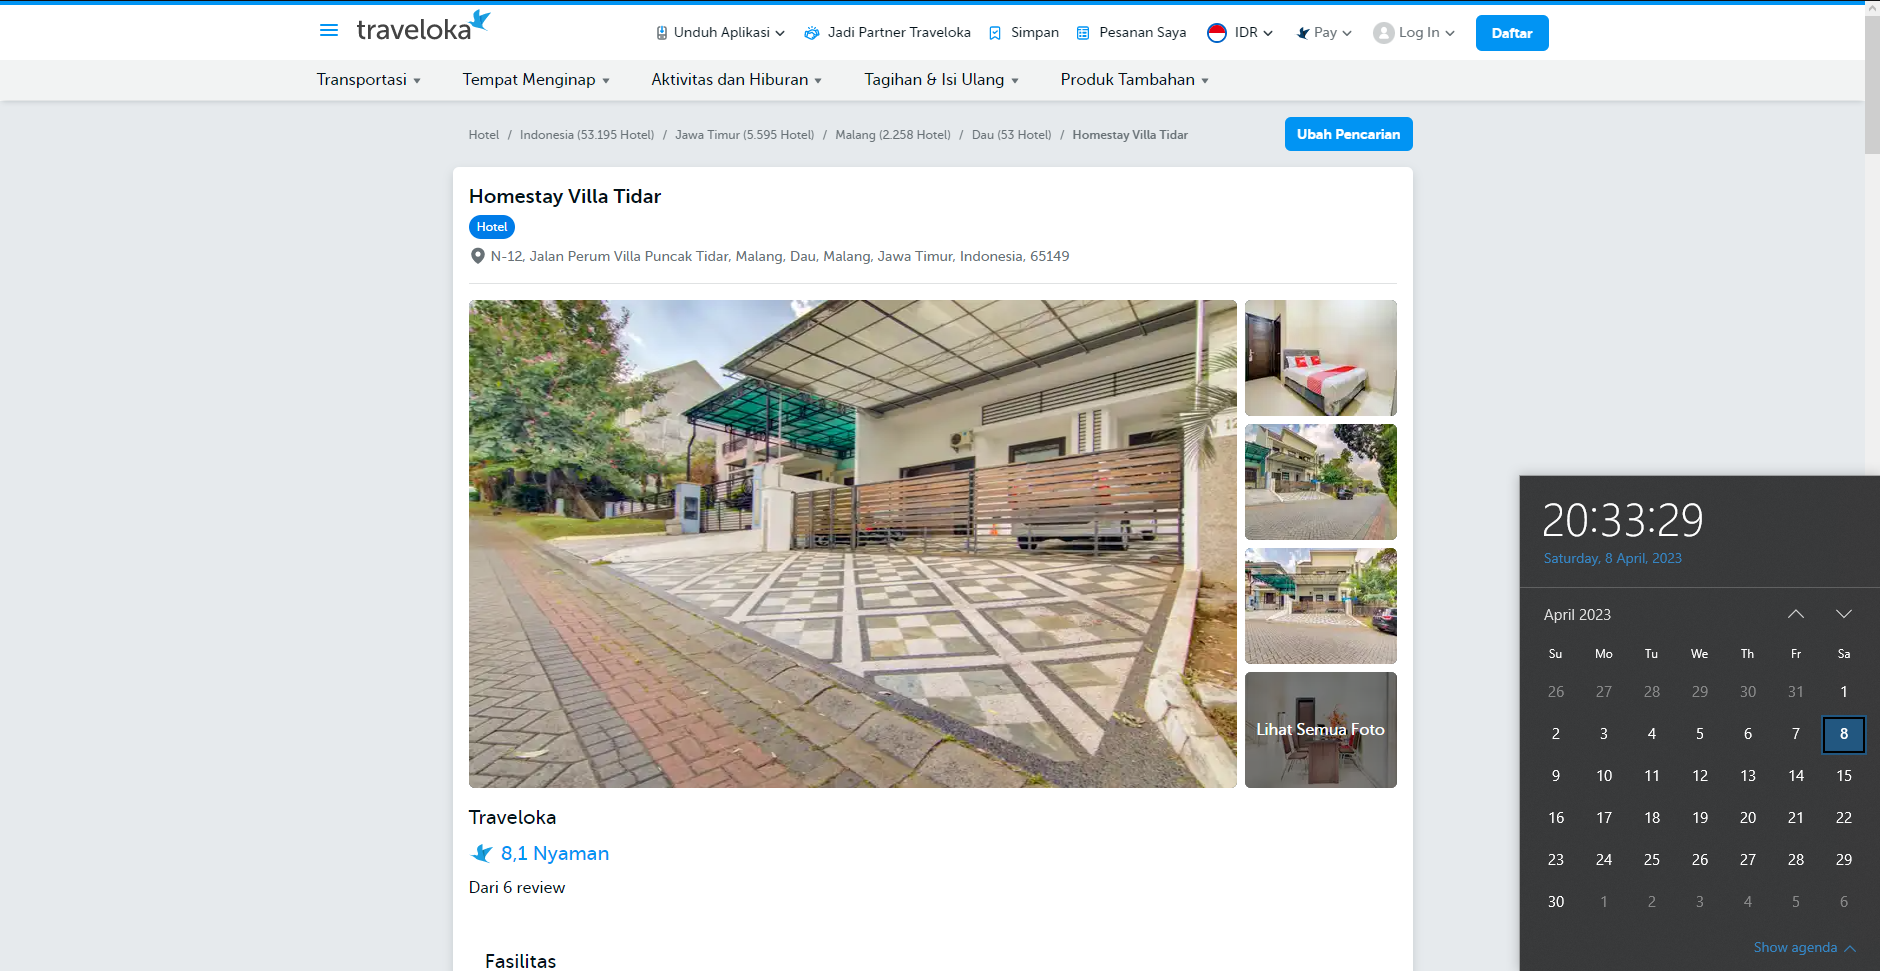 traveloka
Unduh Aplikasi
Jadi Partner Traveloka
Simpan
Pesanan Saya
IDR
Pay
Log In
Daftar
Transportasi
Tempat Menginap
Aktivitas dan Hiburan
Tagihan & Isi Ulang
Produk Tambahan
Hotel / Indonesia (53.195 Hotel) / Jawa Timur (5.595 Hotel) / Malang (2.258 Hotel) / Dau (53 Hotel) / Homestay Villa Tidar
Ubah Pencarian
Homestay Villa Tidar
Hotel
N-12, Jalan Perum Villa Puncak Tidar, Malang, Dau, Malang, Jawa Timur, Indonesia, 65149
12
Lihat Semua Foto
Traveloka
8,1 Nyaman
Dari 6 review
Fasilitas
20:33:29
Saturday, 8 April, 2023
April 2023
Su Mo Tu We Th Fr Sa
26 27 28 29 30 31 1
2 3 4 5 6 7 8
9 10 11 12 13 14 15
16 17 18 19 20 21 22
23 24 25 26 27 28 29
30 1 2 3 4 5 6
Show agenda